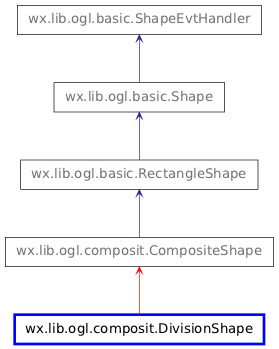 wx.lib.ogl.basic.ShapeEvtHandler
wx.lib.ogl.basic.Shape
wx.lib.ogl.basic.RectangleShape
wx.lib.ogl.composit.CompositeShape
wx.lib.ogl.composit.DivisionShape